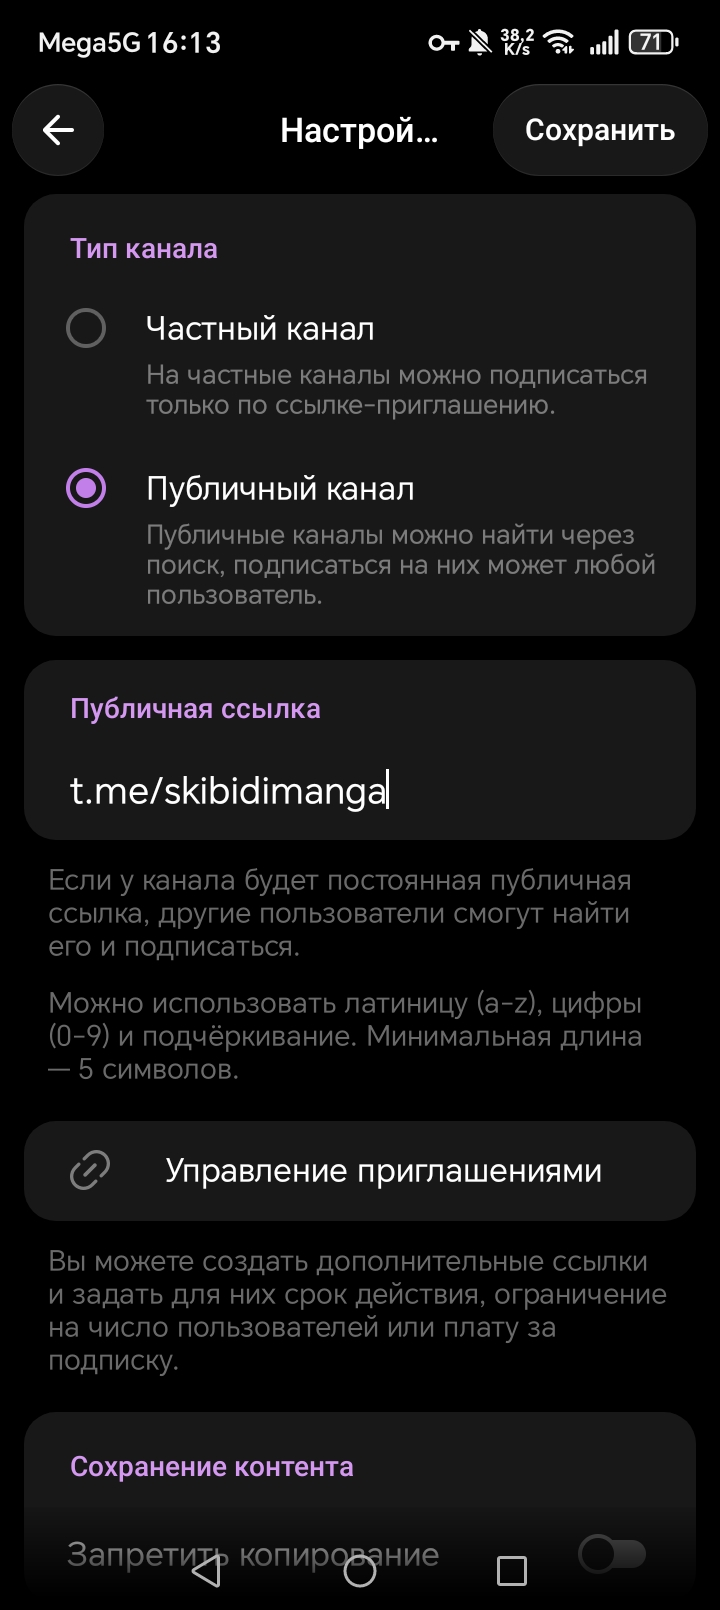 Mega5G 16:13
38,2
K/s
71
Настрой...
Сохранить
Тип канала
Частный канал
На частные каналы можно подписаться
только по ссылке-приглашению.
Публичный канал
Публичные каналы можно найти через
поиск, подписаться на них может любой
пользователь.
Публичная ссылка
t.me/skibidimanga
Если у канала будет постоянная публичная
ссылка, другие пользователи смогут найти
его и подписаться.
Можно использовать латиницу (a-z), цифры
(0-9) и подчёркивание. Минимальная длина
— 5 символов.
Управление приглашениями
Вы можете создать дополнительные ссылки
и задать для них срок действия, ограничение
на число пользователей или плату за
подписку.
Сохранение контента
Запретить копирование